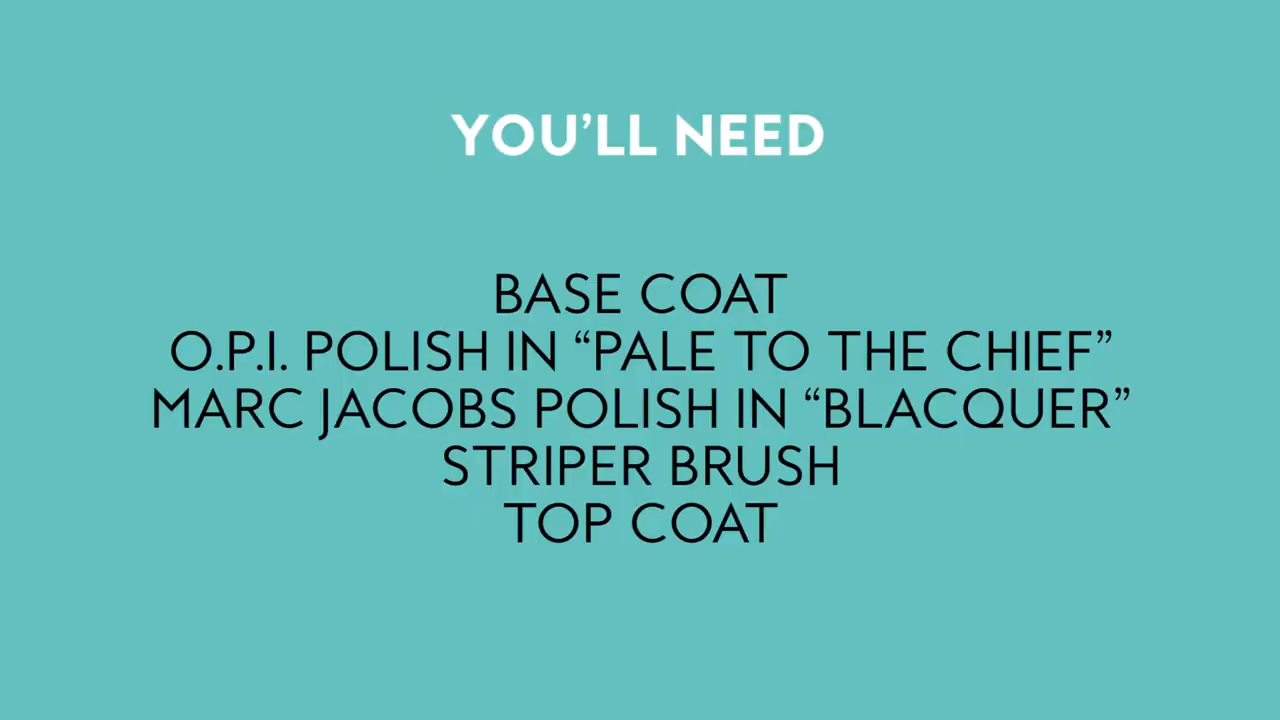 YOU’LL NEED
BASE COAT
O.P.I. POLISH IN “PALE TO THE CHIEF”
MARC JACOBS POLISH IN “BLACQUER”
STRIPER BRUSH
TOP COAT